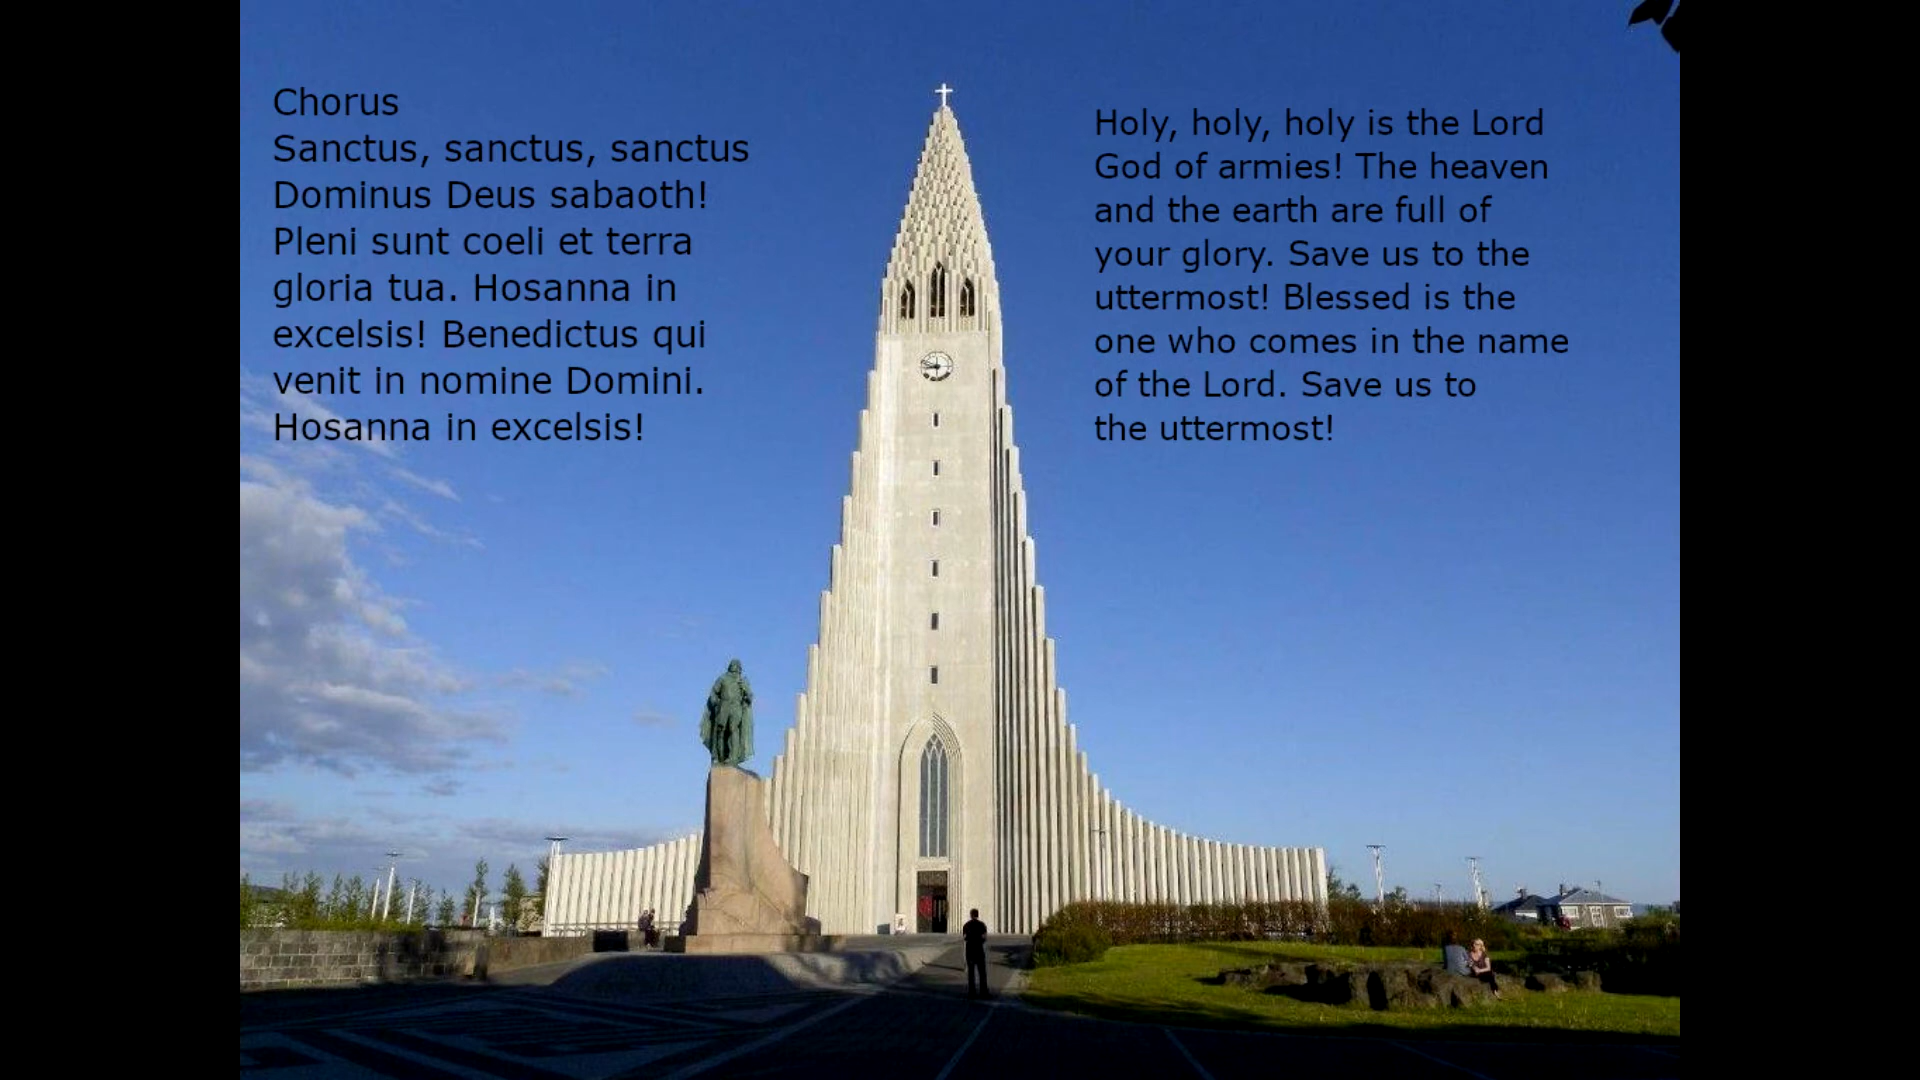 Chorus
Sanctus, sanctus, sanctus
Dominus Deus sabaoth!
Pleni sunt coeli et terra
gloria tua. Hosanna in
excelsis! Benedictus qui
venit in nomine Domini.
Hosanna in excelsis!
Holy, holy, holy is the Lord
God of armies! The heaven
and the earth are full of
your glory. Save us to the
uttermost! Blessed is the
one who comes in the name
of the Lord. Save us to
the uttermost!